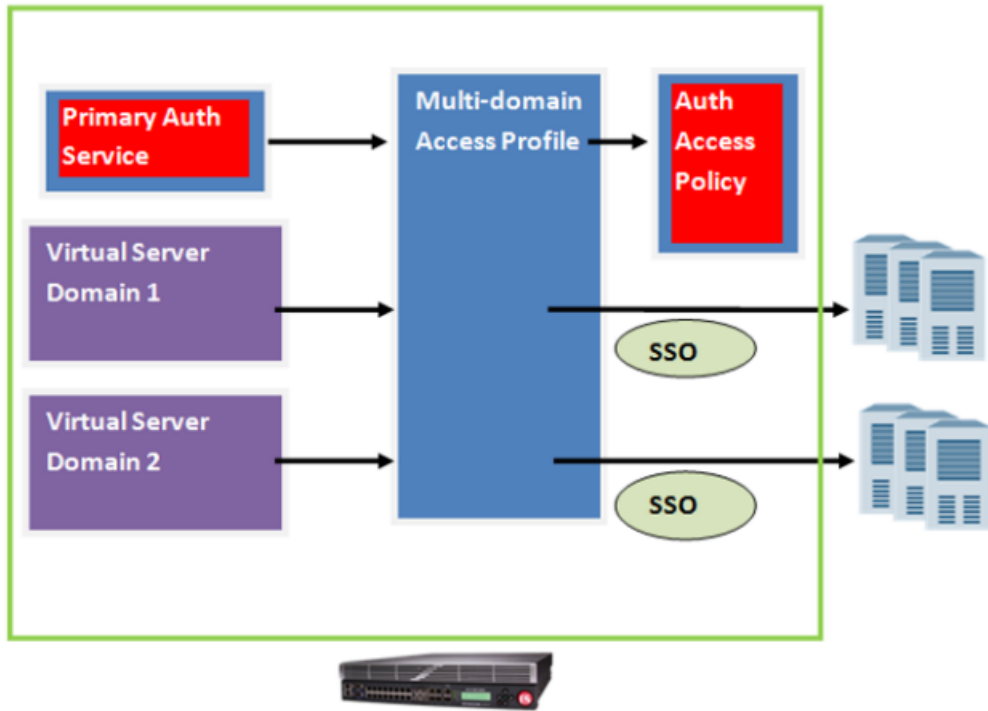 Primary Auth
Service
Multi-domain
Access Profile
Auth
Access
Policy
Virtual Server
Domain 1
SSO
Virtual Server
Domain 2
SSO